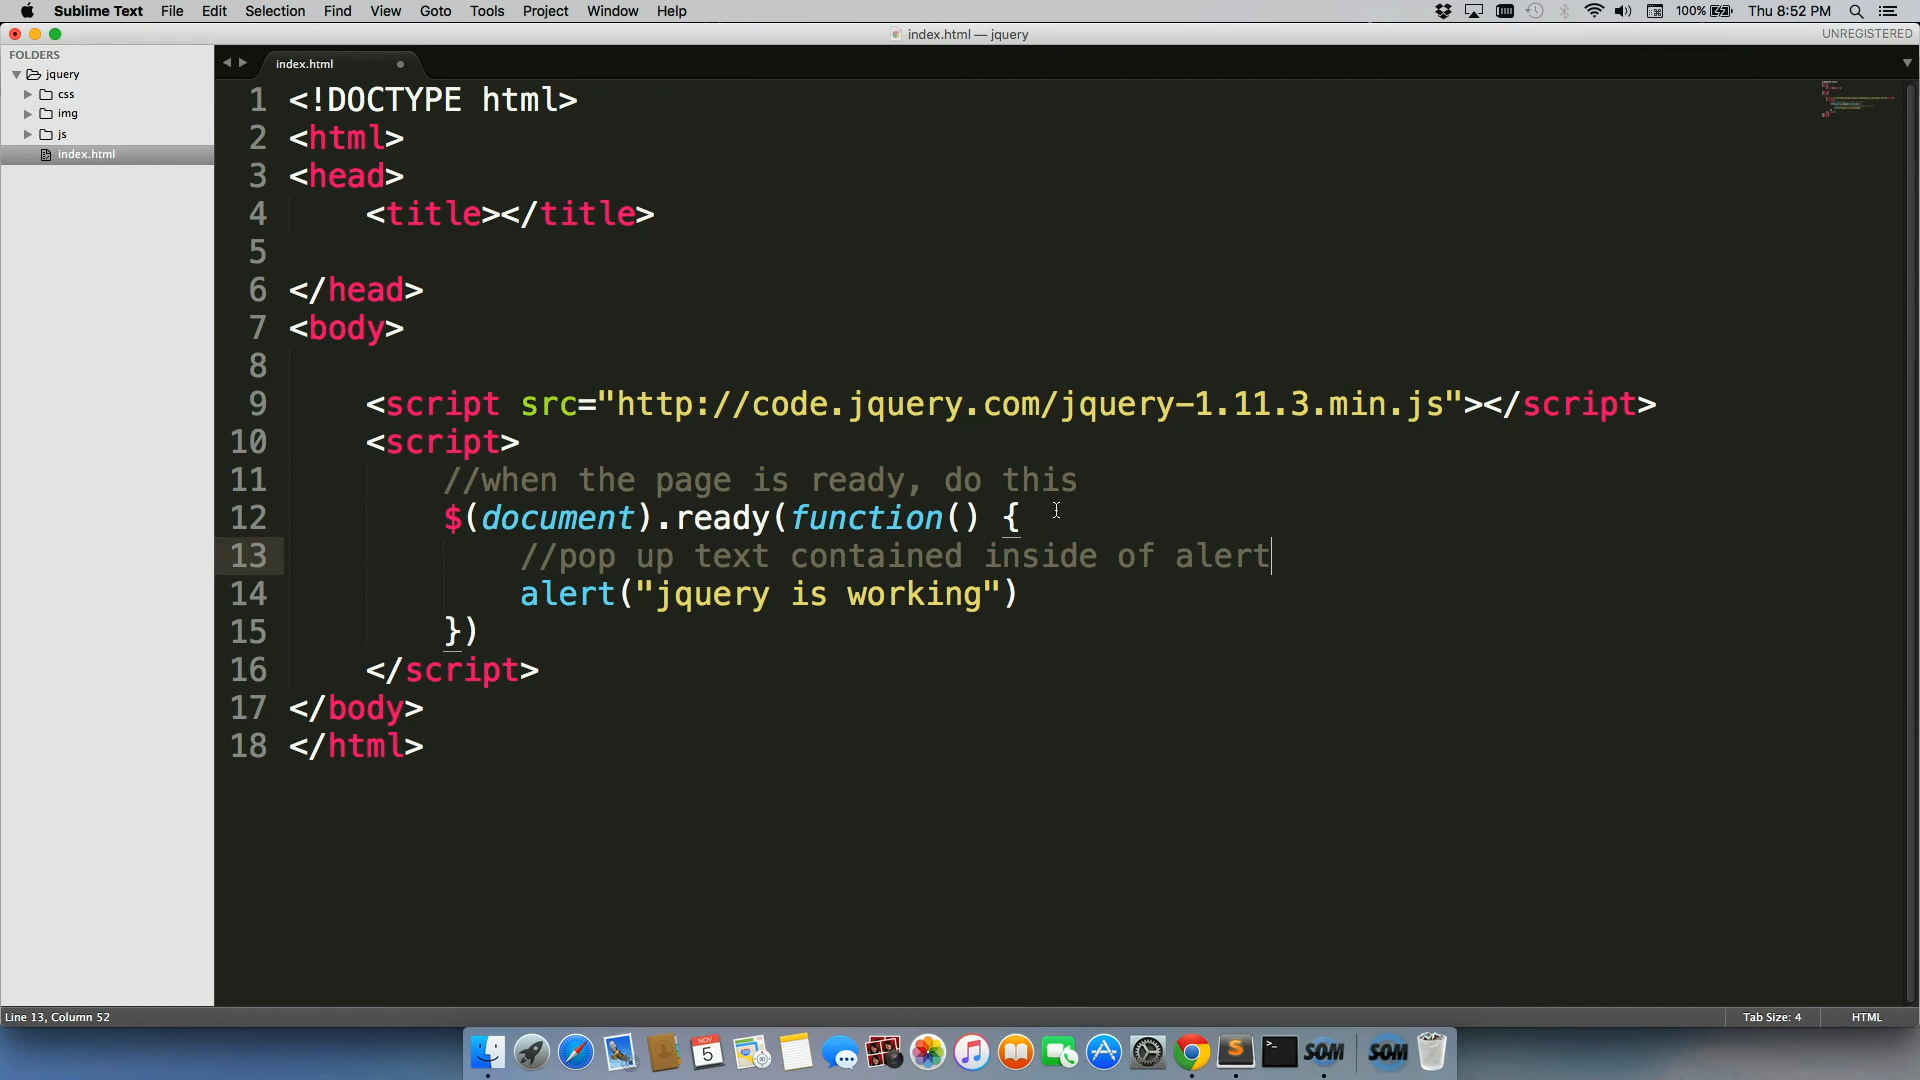 Sublime Text File Edit Selection Find View Goto Tools Project Window Help 100% Thu 8:52 PM
index.html — jquery UNREGISTERED
FOLDERS
jquery
css
img
js
index.html
index.html
1 <!DOCTYPE html>
2 <html>
3 <head>
4 <title></title>
5
6 </head>
7 <body>
8
9 <script src="http://code.jquery.com/jquery-1.11.3.min.js"></script>
10 <script>
11 //when the page is ready, do this
12 $(document).ready(function() {
13 //pop up text contained inside of alert
14 alert("jquery is working")
15 })
16 </script>
17 </body>
18 </html>
Line 13, Column 52 Tab Size: 4 HTML
NOV
5
S
SOM
SOM